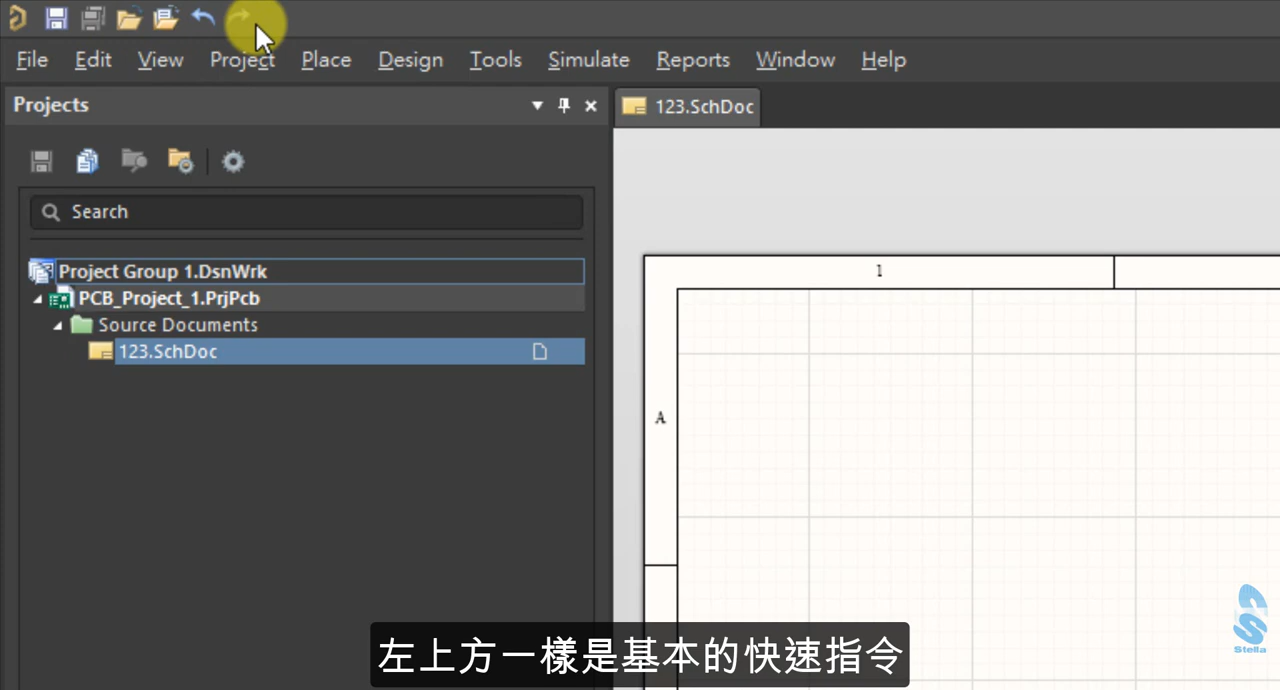 File Edit View Project Place Design Tools Simulate Reports Window Help
Projects
123.SchDoc
Search
Project Group 1.DsnWrk
PCB_Project_1.PrjPcb
Source Documents
123.SchDoc
1
A
左上方一樣是基本的快速指令
Stella